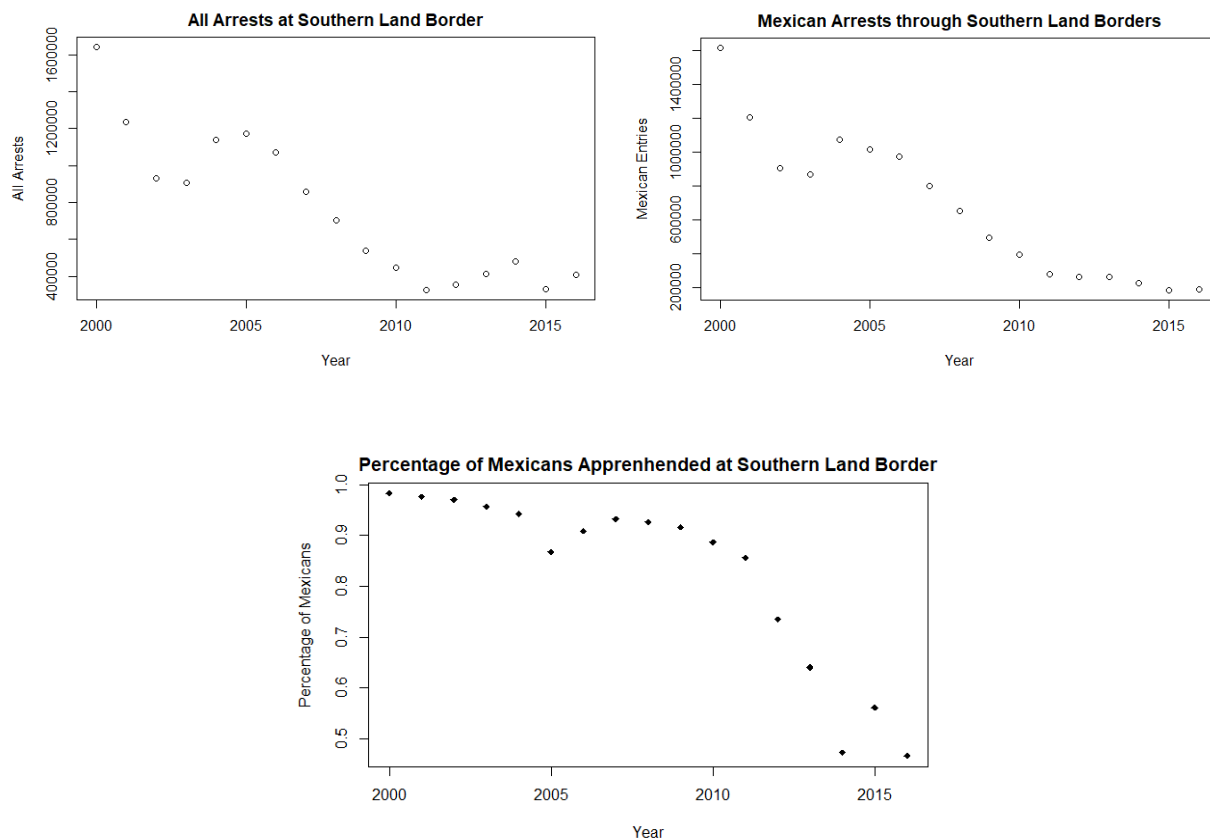 All Arrests at Southern Land Border
All Arrests
1600000
1200000
800000
400000
2000
2005
2010
2015
Year
Mexican Arrests through Southern Land Borders
Mexican Entries
1400000
1000000
600000
200000
2000
2005
2010
2015
Year
Percentage of Mexicans Apprenhended at Southern Land Border
Percentage of Mexicans
1.0
0.9
0.8
0.7
0.6
0.5
2000
2005
2010
2015
Year